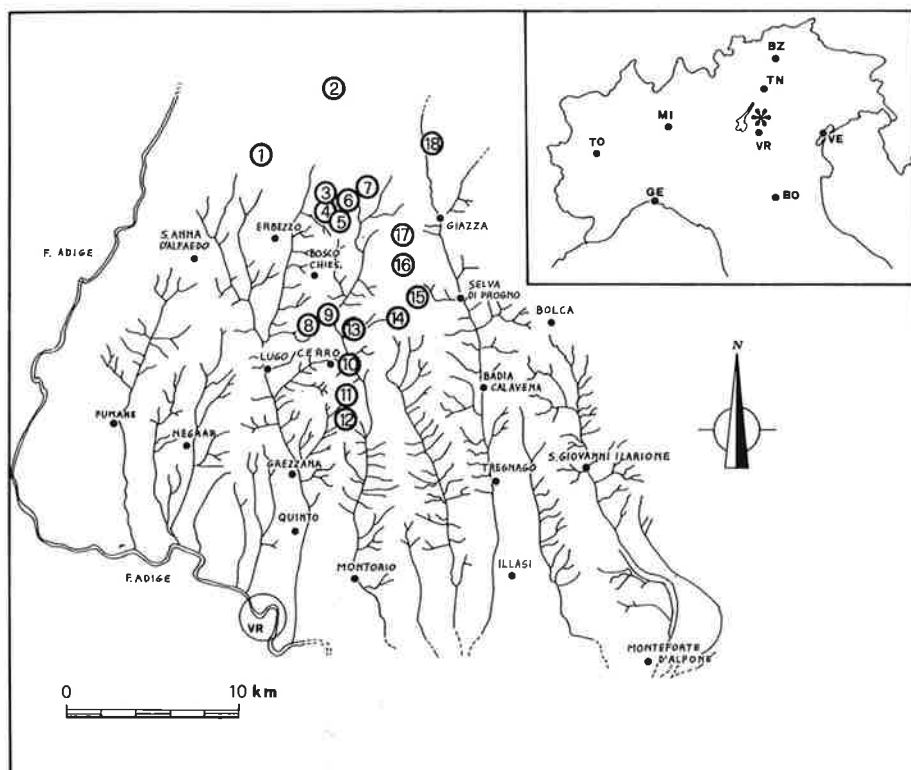 BZ
TN
MI
VR
VE
TO
GE
BO
2
18
1
3
7
6
4
5
GIAZZA
17
ERBEZZO
S. ANNA
D'ALFAEDO
F. ADIGE
16
BOSCO
CHIES.
15
SELVA
DI PROGNO
BOLCA
8
9
13
14
LUGO
CERRO
10
BADIA
CALAVENA
11
12
FUMANE
NEGRAR
N
GREZZANA
S. GIOVANNI ILARIONE
TREGNAGO
QUINTO
F. ADIGE
MONTORIO
ILLASI
VR
MONTEFORTE
D'ALPONE
0 10 km